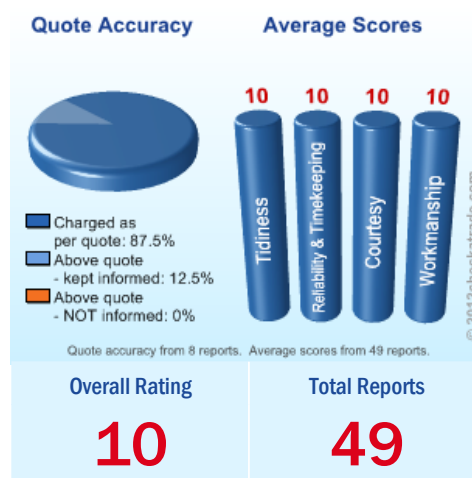 Quote Accuracy
Average Scores
10 10 10 10
Tidiness
Reliability & Timekeeping
Courtesy
Workmanship
Charged as
per quote: 87.5%
Above quote
- kept informed: 12.5%
Above quote
- NOT informed: 0%
Quote accuracy from 8 reports. Average scores from 49 reports.
Overall Rating
Total Reports
10
49